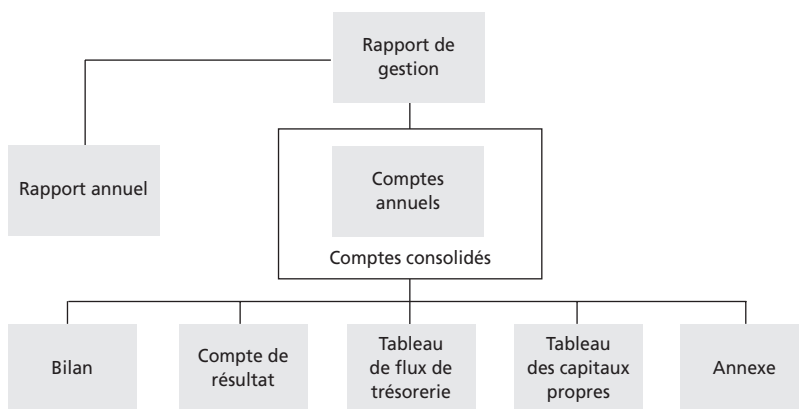 Rapport de
gestion
Rapport annuel
Comptes
annuels
Comptes consolidés
Bilan
Compte de
résultat
Tableau
de flux de
trésorerie
Tableau
des capitaux
propres
Annexe